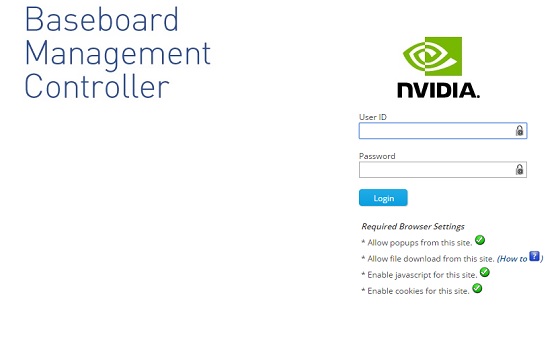 Baseboard
Management
Controller
NVIDIA.
User ID
Password
Login
Required Browser Settings
* Allow popups from this site.
* Allow file download from this site. (How to ?)
* Enable javascript for this site.
* Enable cookies for this site.